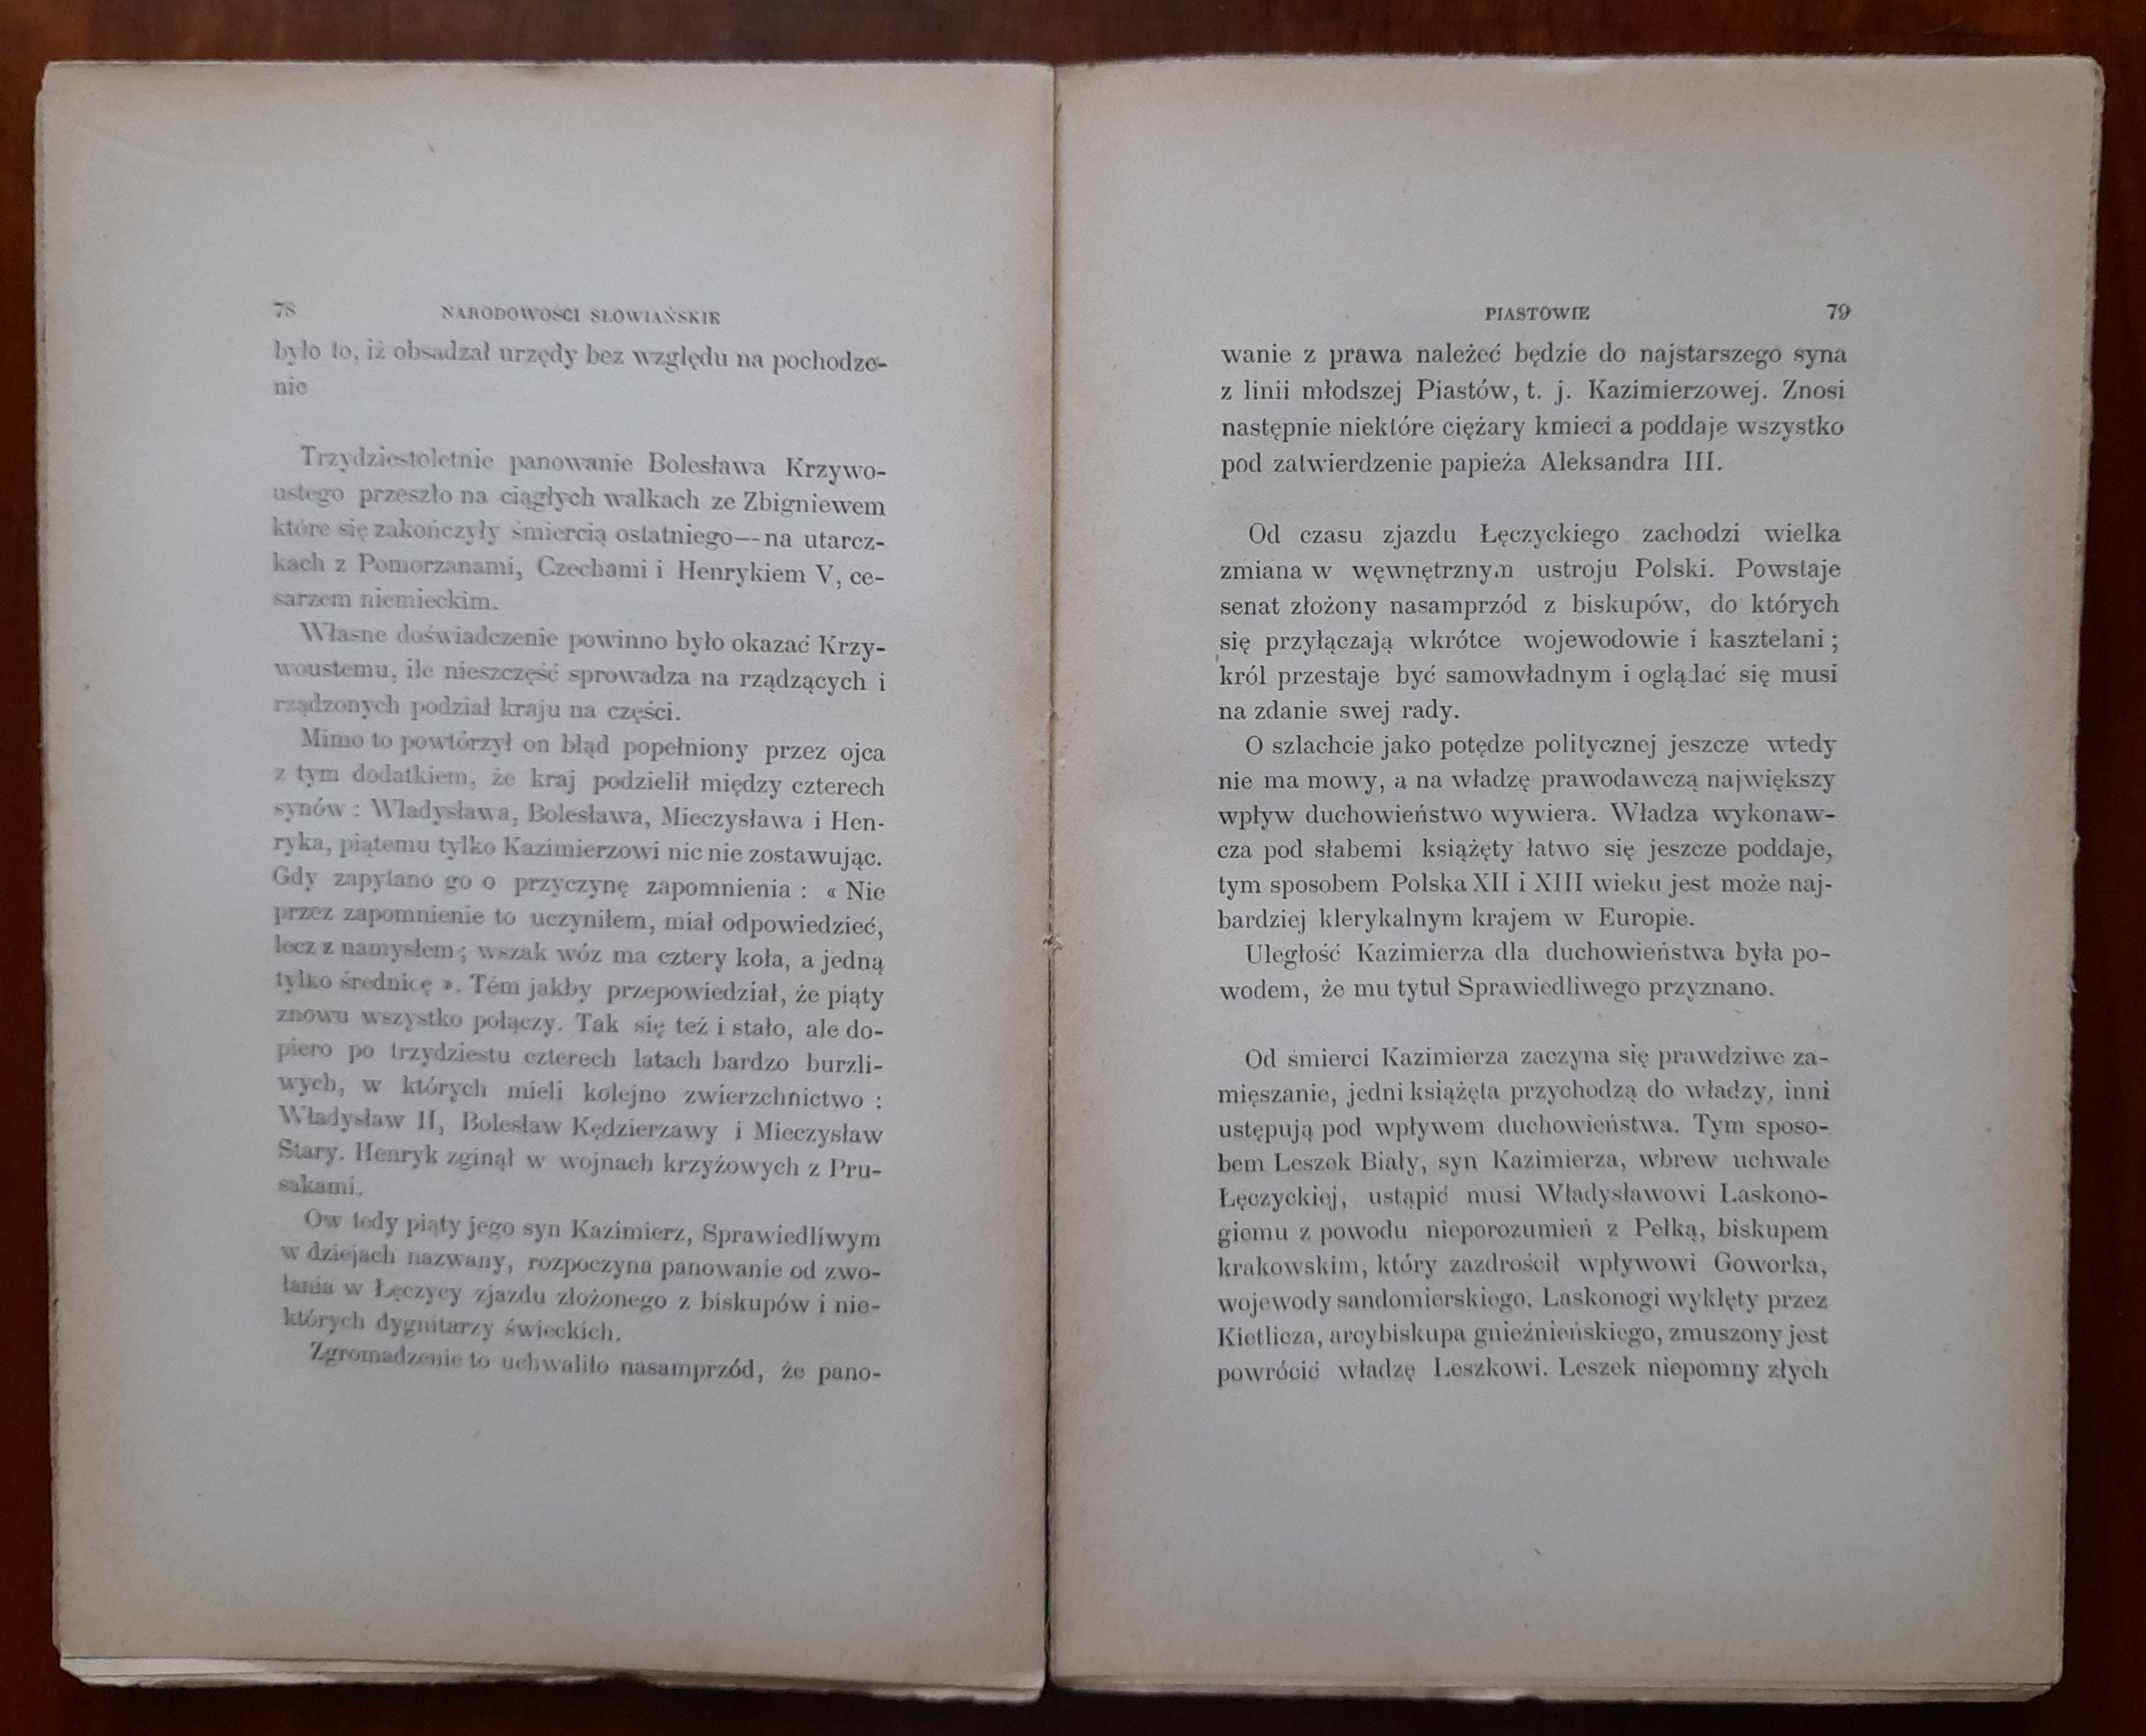 78 NARODOWOŚCI SŁOWIAŃSKIE
było to, iż obsadzał urzędy bez względu na pochodze-
nie
Trzydziestoletnie panowanie Bolesława Krzywo-
ustego przeszło na ciągłych walkach ze Zbigniewem
które się zakończyły śmiercią ostatniego—na utarcz-
kach z Pomorzanami, Czechami i Henrykiem V, ce-
sarzem niemieckim.
Własne doświadczenie powinno było okazać Krzy-
woustemu, ile nieszczęść sprowadza na rządzących i
rządzonych podział kraju na części.
Mimo to powtórzył on błąd popełniony przez ojca
z tym dodatkiem, że kraj podzielił między czterech
synów : Władysława, Bolesława, Mieczysława i Hen-
ryka, piątemu tylko Kazimierzowi nic nie zostawując.
Gdy zapytano go o przyczynę zapomnienia : « Nie
przez zapomnienie to uczyniłem, miał odpowiedzieć,
lecz z namysłem ; wszak wóz ma cztery koła, a jedną
tylko średnicę ». Tém jakby przepowiedział, że piąty
znowu wszystko połączy. Tak się też i stało, ale do-
piero po trzydziestu czterech latach bardzo burzli-
wych, w których mieli kolejno zwierzchnictwo :
Władysław II, Bolesław Kędzierzawy i Mieczysław
Stary. Henryk zginął w wojnach krzyżowych z Pru-
sakami.
Ow tedy piąty jego syn Kazimierz, Sprawiedliwym
w dziejach nazwany, rozpoczyna panowanie od zwo-
łania w Łęczycy zjazdu złożonego z biskupów i nie-
których dygnitarzy świeckich.
Zgromadzenie to uchwaliło nasamprzód, że pano-
PIASTOWIE 79
wanie z prawa należeć będzie do najstarszego syna
z linii młodszej Piastów, t. j. Kazimierzowej. Znosi
następnie niektóre ciężary kmieci a poddaje wszystko
pod zatwierdzenie papieża Aleksandra III.
Od czasu zjazdu Łęczyckiego zachodzi wielka
zmiana w węwnętrznym ustroju Polski. Powstaje
senat złożony nasamprzód z biskupów, do których
się przyłączają wkrótce wojewodowie i kasztelani ;
król przestaje być samowładnym i oglądać się musi
na zdanie swej rady.
O szlachcie jako potędze politycznej jeszcze wtedy
nie ma mowy, a na władzę prawodawczą największy
wpływ duchowieństwo wywiera. Władza wykonaw-
cza pod słabemi książęty łatwo się jeszcze poddaje,
tym sposobem Polska XII i XIII wieku jest może naj-
bardziej klerykalnym krajem w Europie.
Uległość Kazimierza dla duchowieństwa była po-
wodem, że mu tytuł Sprawiedliwego przyznano.
Od śmierci Kazimierza zaczyna się prawdziwe za-
mięszanie, jedni książęta przychodzą do władzy, inni
ustępują pod wpływem duchowieństwa. Tym sposo-
bem Leszek Biały, syn Kazimierza, wbrew uchwale
Łęczyckiej, ustąpić musi Władysławowi Laskono-
giemu z powodu nieporozumień z Pełką, biskupem
krakowskim, który zazdrościł wpływowi Goworka,
wojewody sandomierskiego. Laskonogi wyklęty przez
Kietlicza, arcybiskupa gnieźnieńskiego, zmuszony jest
powrócić władzę Leszkowi. Leszek niepomny złych